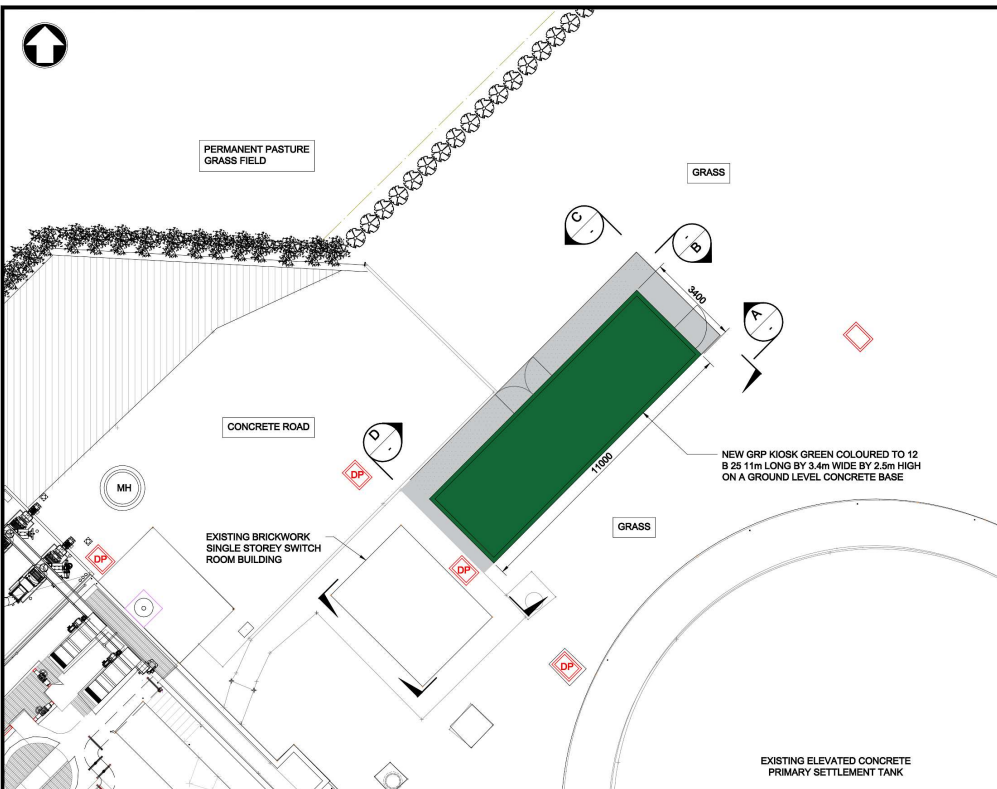 PERMANENT PASTURE
GRASS FIELD
GRASS
C
-
B
-
3400
A
-
CONCRETE ROAD
D
-
DP
11000
NEW GRP KIOSK GREEN COLOURED TO 12
B 25 11m LONG BY 3.4m WIDE BY 2.5m HIGH
ON A GROUND LEVEL CONCRETE BASE
MH
GRASS
EXISTING BRICKWORK
SINGLE STOREY SWITCH
ROOM BUILDING
DP
DP
DP
EXISTING ELEVATED CONCRETE
PRIMARY SETTLEMENT TANK